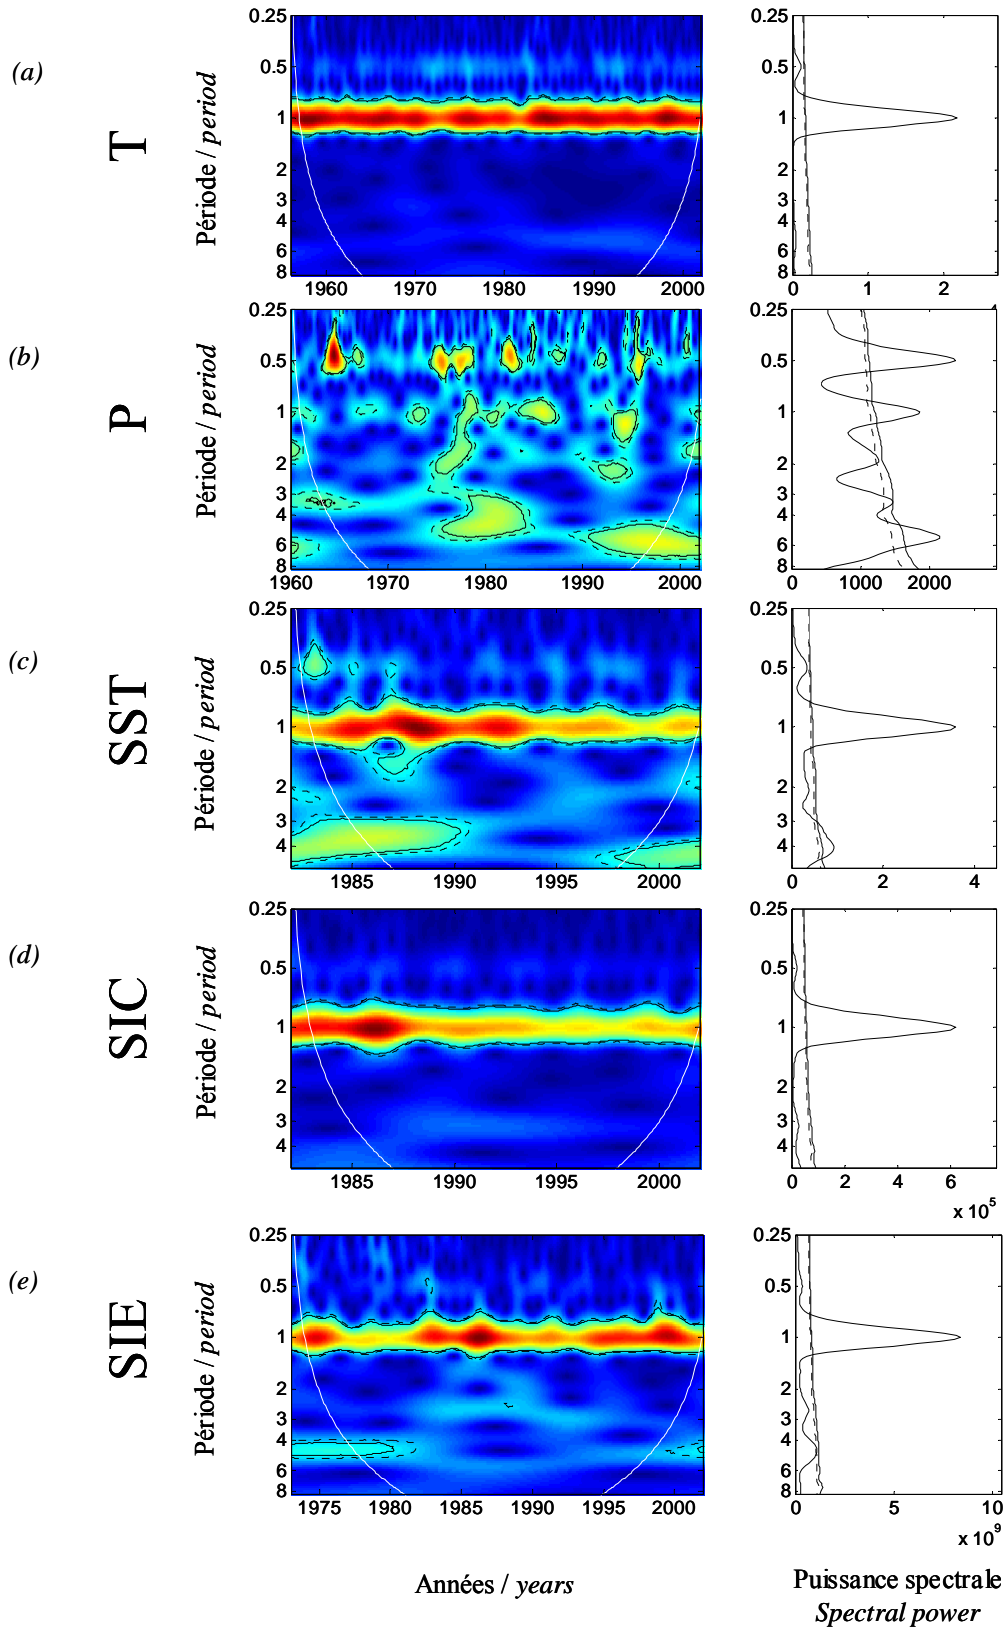 (a)
T
Période / period
0.25
0.5
1
2
3
4
6
8
1960 1970 1980 1990 2000
0.25
0.5
1
2
3
4
6
8
0 1 2
(b)
P
Période / period
0.25
0.5
1
2
3
4
6
8
1960 1970 1980 1990 2000
0.25
0.5
1
2
3
4
6
8
0 1000 2000
(c)
SST
Période / period
0.25
0.5
1
2
3
4
1985 1990 1995 2000
0.25
0.5
1
2
3
4
0 2 4
(d)
SIC
Période / period
0.25
0.5
1
2
3
4
1985 1990 1995 2000
0.25
0.5
1
2
3
4
0 2 4 6
x 10⁵
(e)
SIE
Période / period
0.25
0.5
1
2
3
4
6
8
1975 1980 1985 1990 1995 2000
0.25
0.5
1
2
3
4
6
8
0 5 10
x 10⁹
Années / years
Puissance spectrale
Spectral power